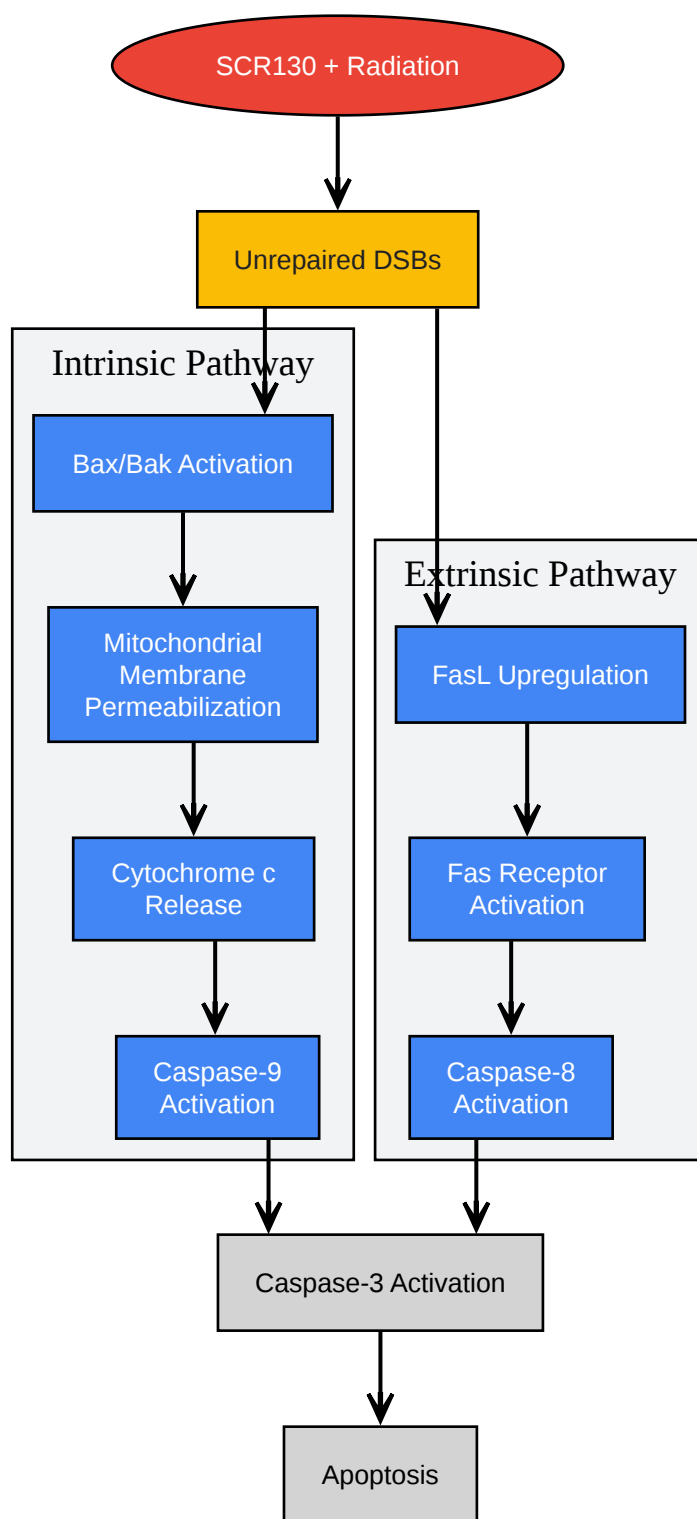 SCR130 + Radiation
Unrepaired DSBs
Intrinsic Pathway
Bax/Bak Activation
Mitochondrial
Membrane
Permeabilization
Cytochrome c
Release
Caspase-9
Activation
Extrinsic Pathway
FasL Upregulation
Fas Receptor
Activation
Caspase-8
Activation
Caspase-3 Activation
Apoptosis